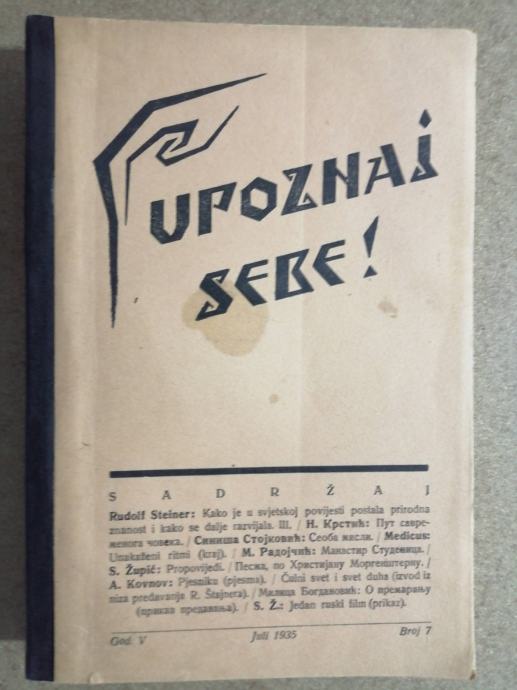 UPOZNAJ
SEBE!
SADRŽAJ
Rudolf Steiner: Kako je u svjetskoj povijesti postala prirodna
znanost i kako se dalje razvijala. III. / Н. Крстић: Пут савре-
менога човека. / Синиша Стојковић: Сеоба мисли. / Medicus:
Unakaženi ritmi (kraj). / М. Радојчић: Манастир Студеница. /
S. Župić: Propovijedi. / Песма, по Христијану Моргенштерну. /
A. Kovnov: Pjesniku (pjesma). / Čulni svet i svet duha (izvod iz
niza predavanja R. Štajnera). / Милица Богдановић: О премарању
(приказ предавања). / S. Ž.: Jedan ruski film (prikaz).
God. V Juli 1935 Broj 7